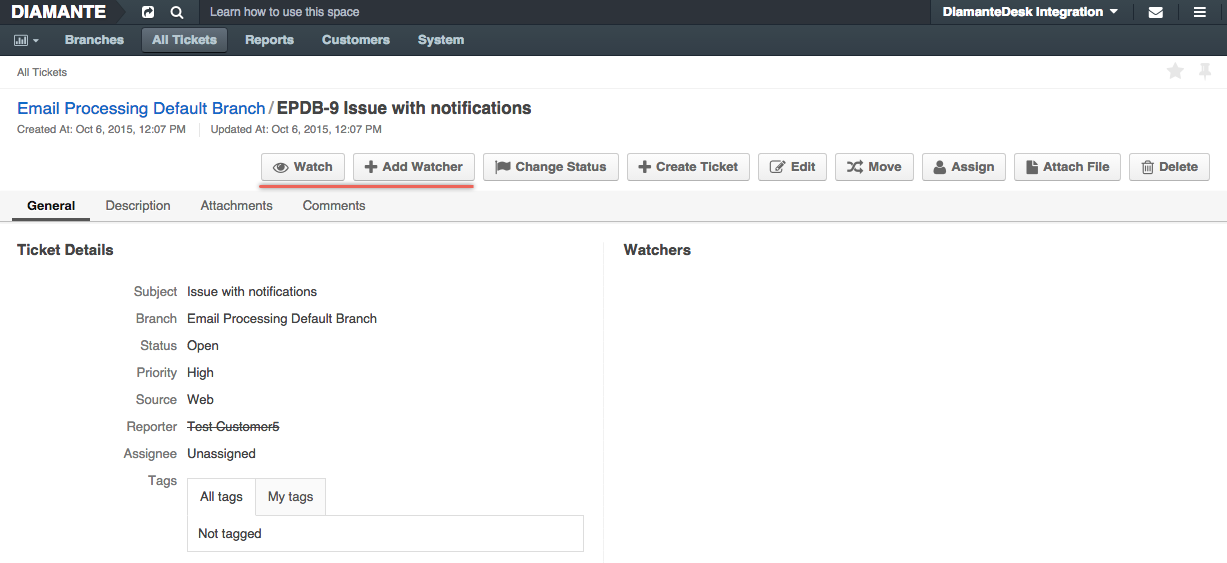 DIAMANTE Learn how to use this space DiamanteDesk Integration
Branches All Tickets Reports Customers System
All Tickets
Email Processing Default Branch / EPDB-9 Issue with notifications
Created At: Oct 6, 2015, 12:07 PM Updated At: Oct 6, 2015, 12:07 PM
Watch Add Watcher Change Status Create Ticket Edit Move Assign Attach File Delete
General Description Attachments Comments
Ticket Details
Subject Issue with notifications
Branch Email Processing Default Branch
Status Open
Priority High
Source Web
Reporter Test Customer5
Assignee Unassigned
Tags
All tags My tags
Not tagged
Watchers